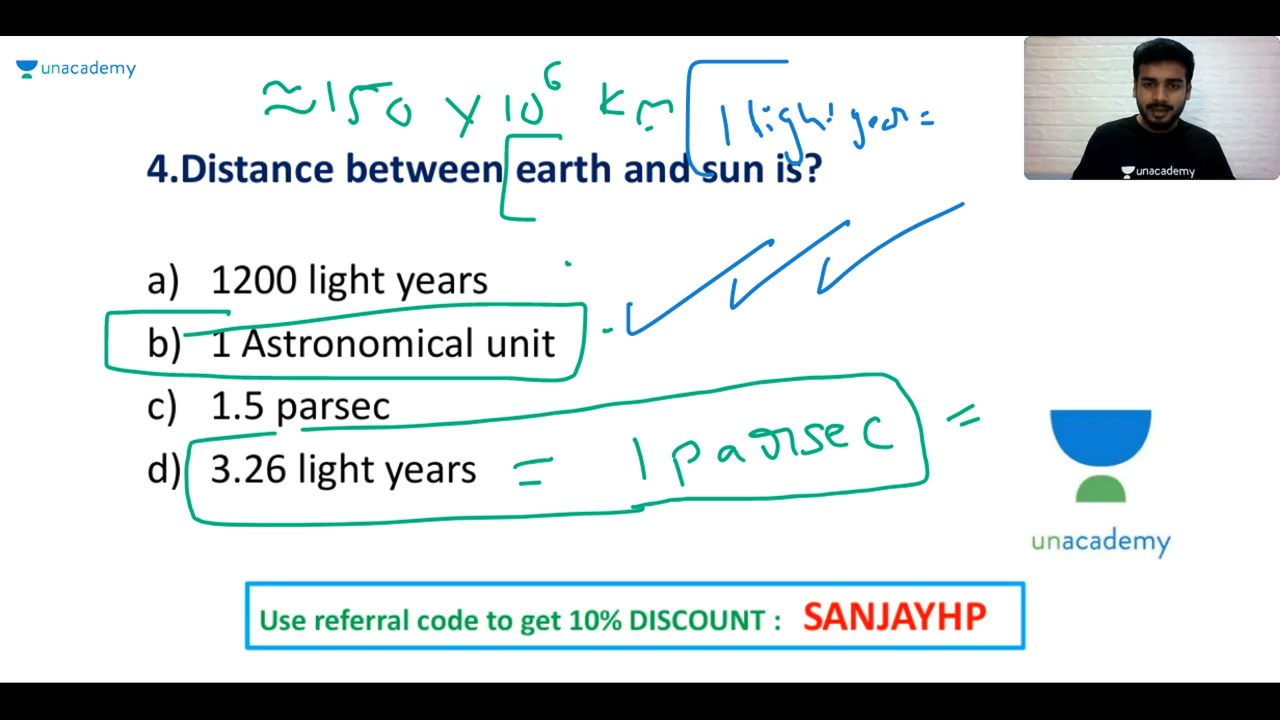 unacademy
≈150 × 10⁶ km
1 light year =
unacademy
4.Distance between earth and sun is?
a) 1200 light years
b) 1 Astronomical unit
c) 1.5 parsec
d) 3.26 light years = 1 parsec =
unacademy
Use referral code to get 10% DISCOUNT : SANJAYHP